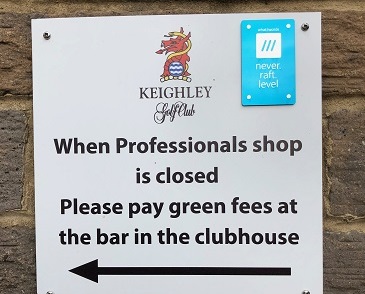 KEIGHLEY
Golf Club
what3words
///
never.
raft.
level
When Professionals shop
is closed
Please pay green fees at
the bar in the clubhouse